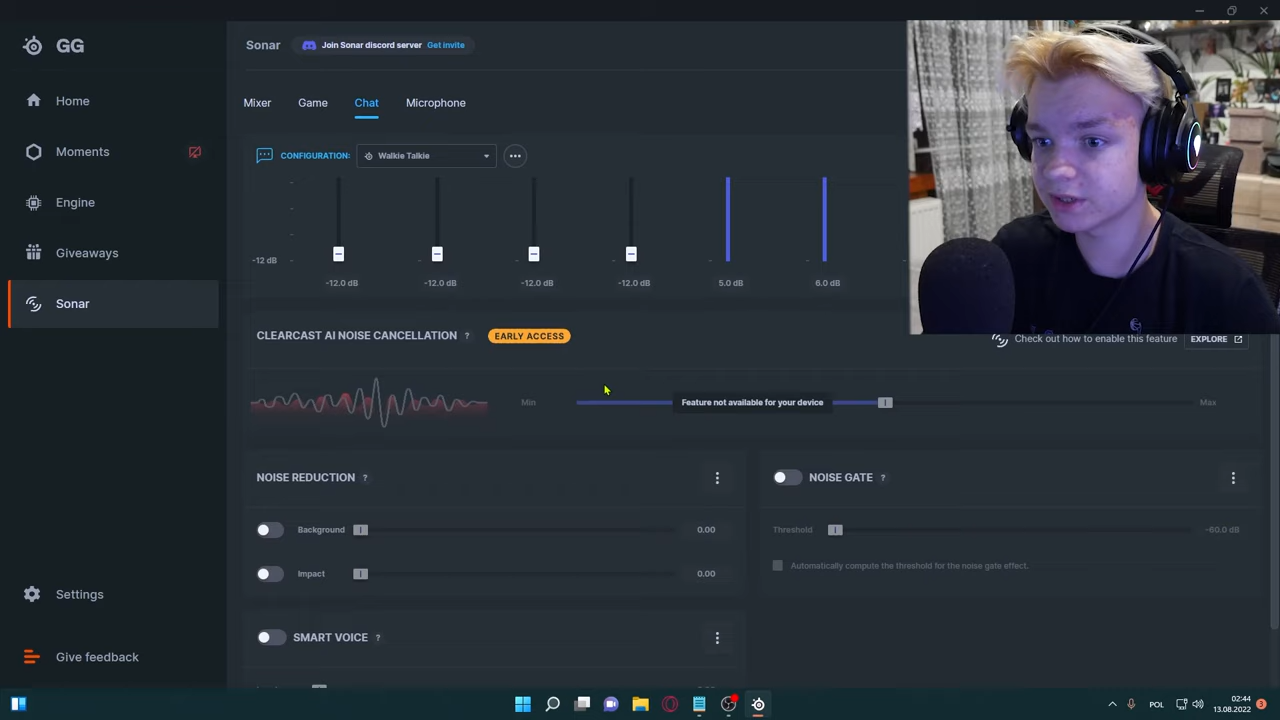 GG
Sonar
Join Sonar discord server Get invite
Home
Moments
Engine
Giveaways
Sonar
Settings
Give feedback
Mixer Game Chat Microphone
CONFIGURATION: Walkie Talkie
-12 dB
-12.0 dB -12.0 dB -12.0 dB -12.0 dB 5.0 dB 6.0 dB
CLEARCAST AI NOISE CANCELLATION ? EARLY ACCESS
Check out how to enable this feature EXPLORE
Min Feature not available for your device Max
NOISE REDUCTION ?
Background 0.00
Impact 0.00
NOISE GATE ?
Threshold -60.0 dB
Automatically compute the threshold for the noise gate effect.
SMART VOICE ?
POL
02:44
13.08.2022
3